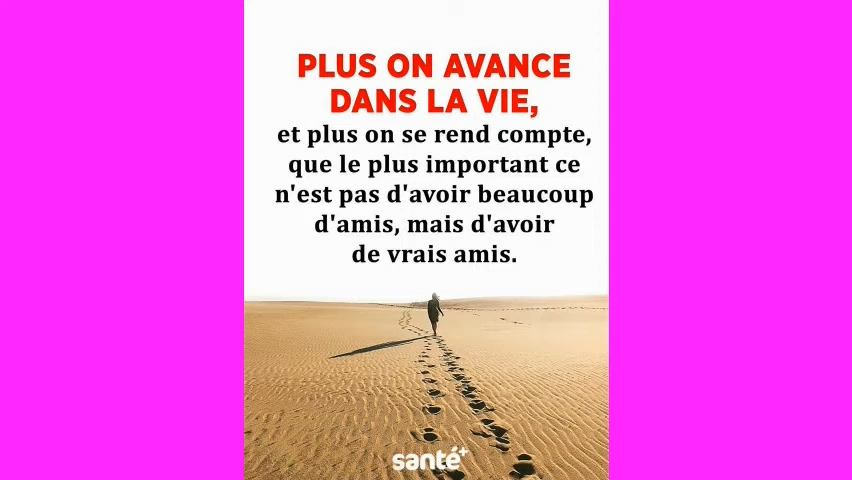 PLUS ON AVANCE
DANS LA VIE,
et plus on se rend compte,
que le plus important ce
n'est pas d'avoir beaucoup
d'amis, mais d'avoir
de vrais amis.
santé+